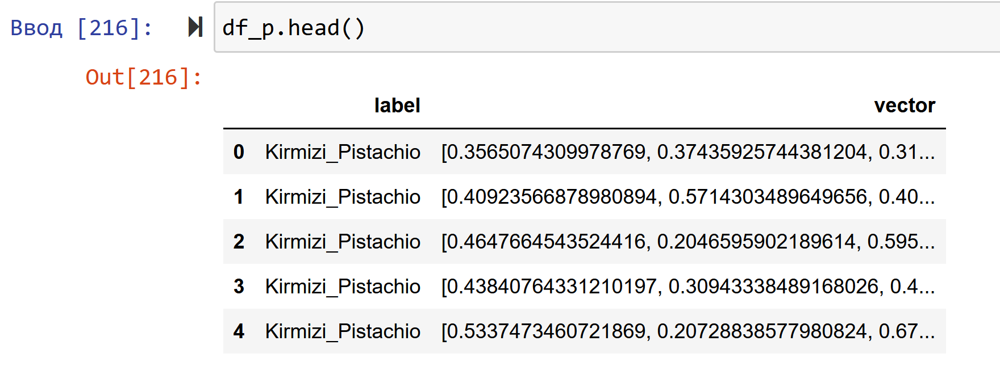 Ввод [216]: df_p.head()
Out[216]:
label vector
0 Kirmizi_Pistachio [0.3565074309978769, 0.37435925744381204, 0.31...
1 Kirmizi_Pistachio [0.40923566878980894, 0.5714303489649656, 0.40...
2 Kirmizi_Pistachio [0.4647664543524416, 0.2046595902189614, 0.595...
3 Kirmizi_Pistachio [0.43840764331210197, 0.30943338489168026, 0.4...
4 Kirmizi_Pistachio [0.5337473460721869, 0.20728838577980824, 0.67...